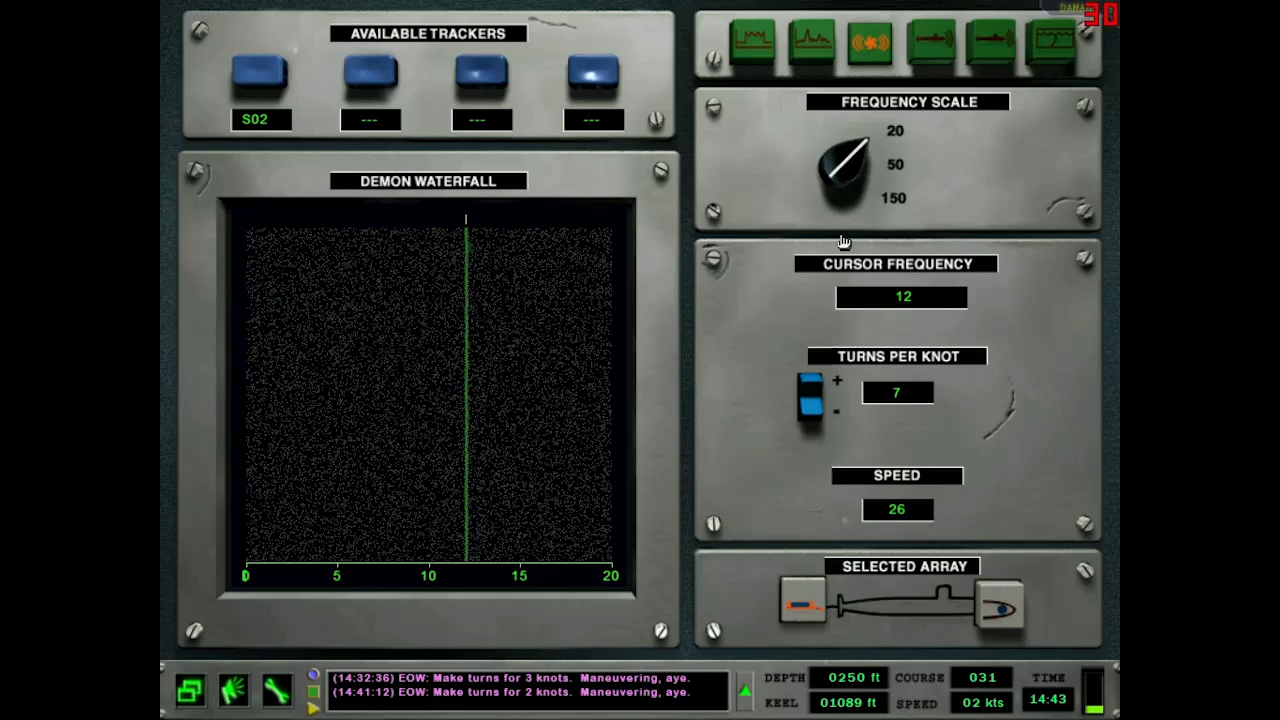 AVAILABLE TRACKERS
S02
---
---
---
DEMON WATERFALL
0 5 10 15 20
30
FREQUENCY SCALE
20
50
150
CURSOR FREQUENCY
12
TURNS PER KNOT
+
7
-
SPEED
26
SELECTED ARRAY
(14:32:36) EOW: Make turns for 3 knots. Maneuvering, aye.
(14:41:12) EOW: Make turns for 2 knots. Maneuvering, aye.
DEPTH 0250 ft COURSE 031 TIME
KEEL 01089 ft SPEED 02 kts 14:43